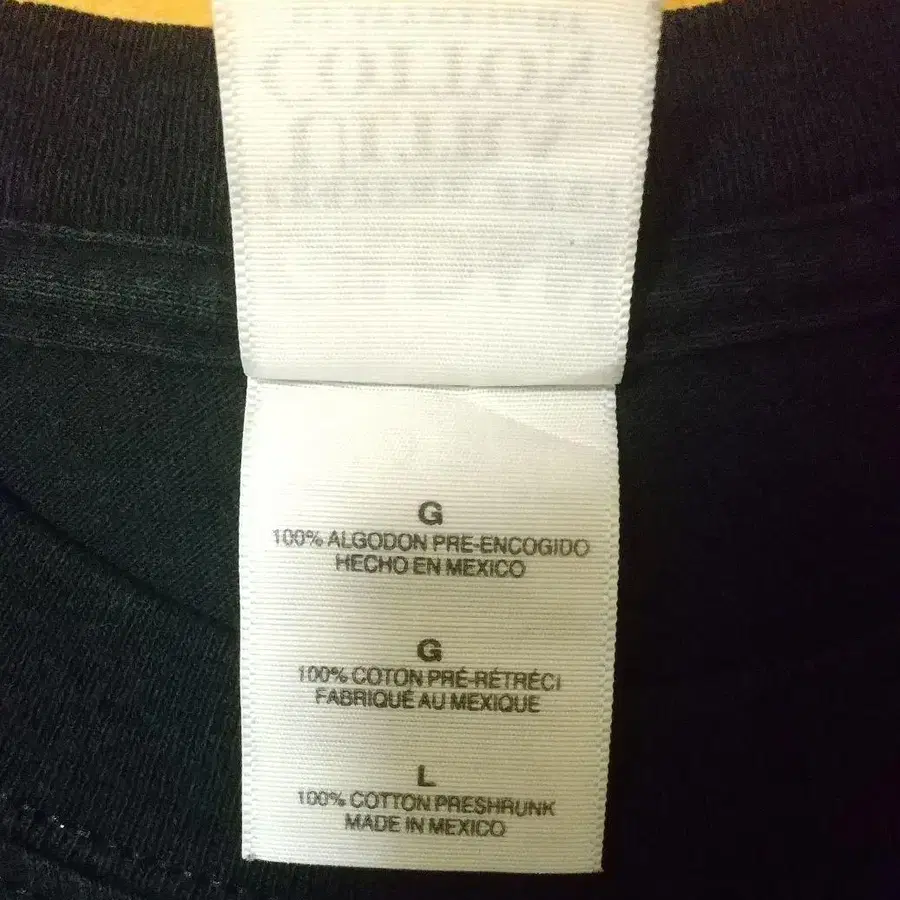 G
100% ALGODON PRE-ENCOGIDO
HECHO EN MEXICO
G
100% COTON PRÉ-RÉTRÉCI
FABRIQUÉ AU MEXIQUE
L
100% COTTON PRESHRUNK
MADE IN MEXICO